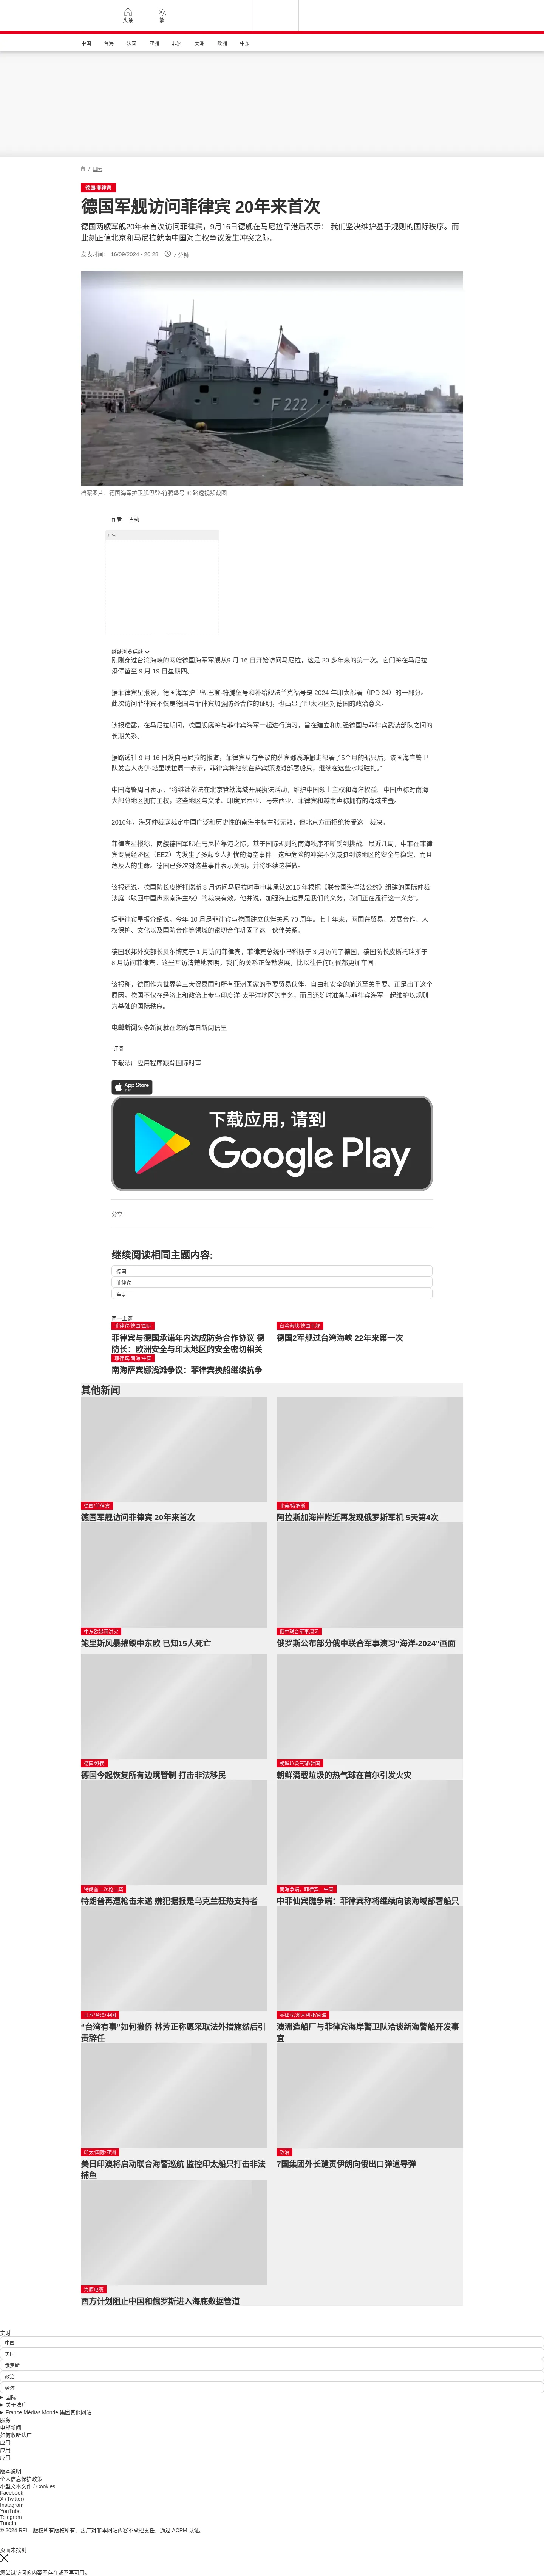 头条
繁
中国 台海 法国 亚洲 非洲 美洲 欧洲 中东
/ 国际
德国/菲律宾
德国军舰访问菲律宾 20年来首次
德国两艘军舰20年来首次访问菲律宾，9月16日德舰在马尼拉靠港后表示： 我们坚决维护基于规则的国际秩序。而
此刻正值北京和马尼拉就南中国海主权争议发生冲突之际。
发表时间： 16/09/2024 - 20:28 7 分钟
F 222
档案图片：德国海军护卫舰巴登-符腾堡号 © 路透视频截图
作者： 古莉
广告
继续浏览后续
刚刚穿过台湾海峡的两艘德国海军军舰从9 月 16 日开始访问马尼拉，这是 20 多年来的第一次。它们将在马尼拉
港停留至 9 月 19 日星期四。
据菲律宾星报说，德国海军护卫舰巴登-符腾堡号和补给舰法兰克福号是 2024 年印太部署（IPD 24）的一部分。
此次访问菲律宾不仅是德国与菲律宾加强防务合作的证明，也凸显了印太地区对德国的政治意义。
该报透露，在马尼拉期间，德国舰艇将与菲律宾海军一起进行演习，旨在建立和加强德国与菲律宾武装部队之间的
长期关系。
据路透社 9 月 16 日发自马尼拉的报道，菲律宾从有争议的萨宾娜浅滩撤走部署了5个月的船只后，该国海岸警卫
队发言人杰伊·塔里埃拉周一表示，菲律宾将继续在萨宾娜浅滩部署船只，继续在这些水域驻扎。”
中国海警周日表示，“将继续依法在北京管辖海域开展执法活动，维护中国领土主权和海洋权益。中国声称对南海
大部分地区拥有主权，这些地区与文莱、印度尼西亚、马来西亚、菲律宾和越南声称拥有的海域重叠。
2016年，海牙仲裁庭裁定中国广泛和历史性的南海主权主张无效，但北京方面拒绝接受这一裁决。
菲律宾星报称，两艘德国军舰在马尼拉靠港之际，基于国际规则的南海秩序不断受到挑战。最近几周，中菲在菲律
宾专属经济区（EEZ）内发生了多起令人担忧的海空事件。这种危险的冲突不仅威胁到该地区的安全与稳定，而且
危及人的生命。德国已多次对这些事件表示关切，并将继续这样做。
该报还说，德国防长皮斯托瑞斯 8 月访问马尼拉时重申其承认2016 年根据《联合国海洋法公约》组建的国际仲裁
法庭（驳回中国声索南海主权）的裁决有效。他并说，加强海上边界是我们的义务，我们正在履行这一义务”。
据菲律宾星报介绍说，今年 10 月是菲律宾与德国建立伙伴关系 70 周年。七十年来，两国在贸易、发展合作、人
权保护、文化以及国防合作等领域的密切合作巩固了这一伙伴关系。
德国联邦外交部长贝尔博克于 1 月访问菲律宾，菲律宾总统小马科斯于 3 月访问了德国，德国防长皮斯托瑞斯于
8 月访问菲律宾。这些互访清楚地表明，我们的关系正蓬勃发展，比以往任何时候都更加牢固。
该报称，德国作为世界第三大贸易国和所有亚洲国家的重要贸易伙伴，自由和安全的航道至关重要。正是出于这个
原因，德国不仅在经济上和政治上参与印度洋-太平洋地区的事务，而且还随时准备与菲律宾海军一起维护以规则
为基础的国际秩序。
电邮新闻头条新闻就在您的每日新闻信里
订阅
下载法广应用程序跟踪国际时事
App Store
下载
下载应用，请到
Google Play
分享 :
继续阅读相同主题内容:
德国
菲律宾
军事
同一主题
菲律宾/德国/国际
菲律宾与德国承诺年内达成防务合作协议 德
防长：欧洲安全与印太地区的安全密切相关
台湾海峡/德国军舰
德国2军舰过台湾海峡 22年来第一次
菲律宾/南海/中国
南海萨宾娜浅滩争议：菲律宾换船继续抗争
其他新闻
德国/菲律宾
德国军舰访问菲律宾 20年来首次
北美/俄罗斯
阿拉斯加海岸附近再发现俄罗斯军机 5天第4次
中东欧暴雨洪灾
鲍里斯风暴摧毁中东欧 已知15人死亡
俄中联合军事演习
俄罗斯公布部分俄中联合军事演习“海洋-2024”画面
德国/移民
德国今起恢复所有边境管制 打击非法移民
朝鲜垃圾气球/韩国
朝鲜满载垃圾的热气球在首尔引发火灾
特朗普二次枪击案
特朗普再遭枪击未遂 嫌犯据报是乌克兰狂热支持者
南海争端，菲律宾，中国
中菲仙宾礁争端：菲律宾称将继续向该海域部署船只
日本/台湾/中国
“台湾有事”如何撤侨 林芳正称愿采取法外措施然后引
责辞任
菲律宾/澳大利亚/南海
澳洲造船厂与菲律宾海岸警卫队洽谈新海警船开发事
宜
印太/国际/亚洲
美日印澳将启动联合海警巡航 监控印太船只打击非法
捕鱼
政治
7国集团外长谴责伊朗向俄出口弹道导弹
海底电缆
西方计划阻止中国和俄罗斯进入海底数据管道
实时
中国
美国
俄罗斯
政治
经济
国际
关于法广
France Médias Monde 集团其他网站
服务
电邮新闻
如何收听法广
应用
应用
应用
版本说明
个人信息保护政策
小型文本文件 / Cookies
Facebook
X (Twitter)
Instagram
YouTube
Telegram
TuneIn
© 2024 RFI – 版权所有版权所有。法广对非本网站内容不承担责任。通过 ACPM 认证。
页面未找到
您尝试访问的内容不存在或不再可用。